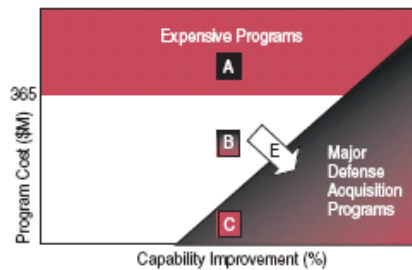 Expensive Programs
A
365
B
E
Major
Defense
Acquisition
Programs
C
Program Cost ($M)
Capability Improvement (%)